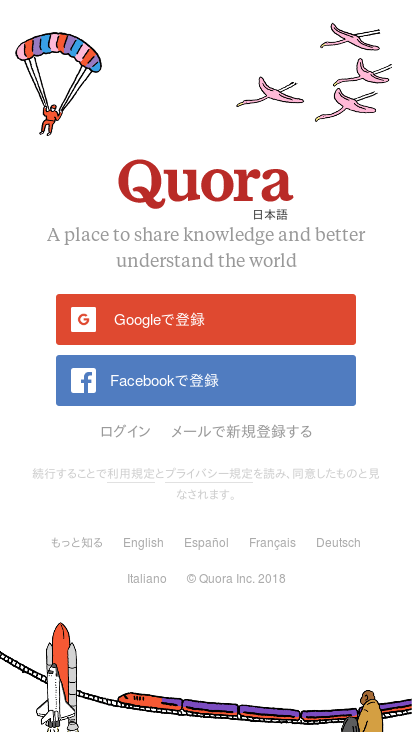 Quora
日本語
A place to share knowledge and better
understand the world
Googleで登録
Facebookで登録
ログイン メールで新規登録する
続行することで利用規定とプライバシー規定を読み、同意したものと見
なされます。
もっと知る English Español Français Deutsch
Italiano © Quora Inc. 2018